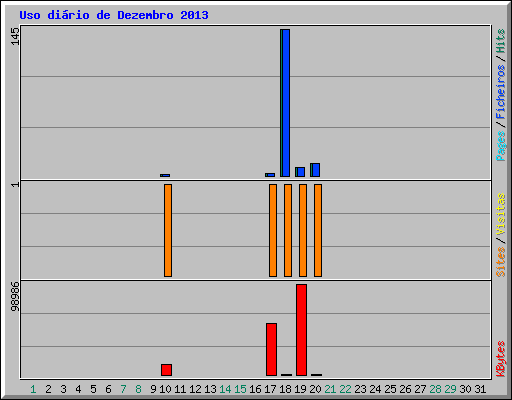 Uso diário de Dezembro 2013
145
1
98986
Pages / Ficheiros / Hits
Sites / Visitas
KBytes
1 2 3 4 5 6 7 8 9 10 11 12 13 14 15 16 17 18 19 20 21 22 23 24 25 26 27 28 29 30 31